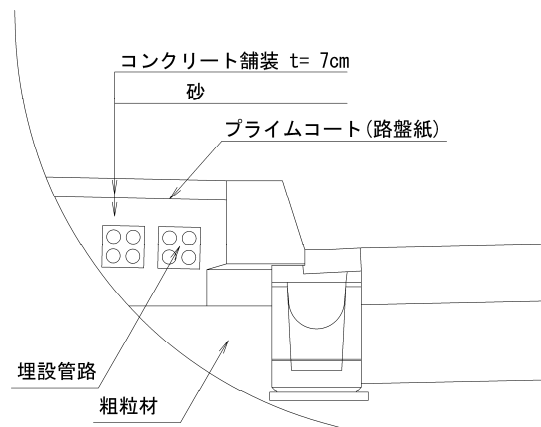 コンクリート舗装 t= 7cm
砂
プライムコート(路盤紙)
埋設管路
粗粒材